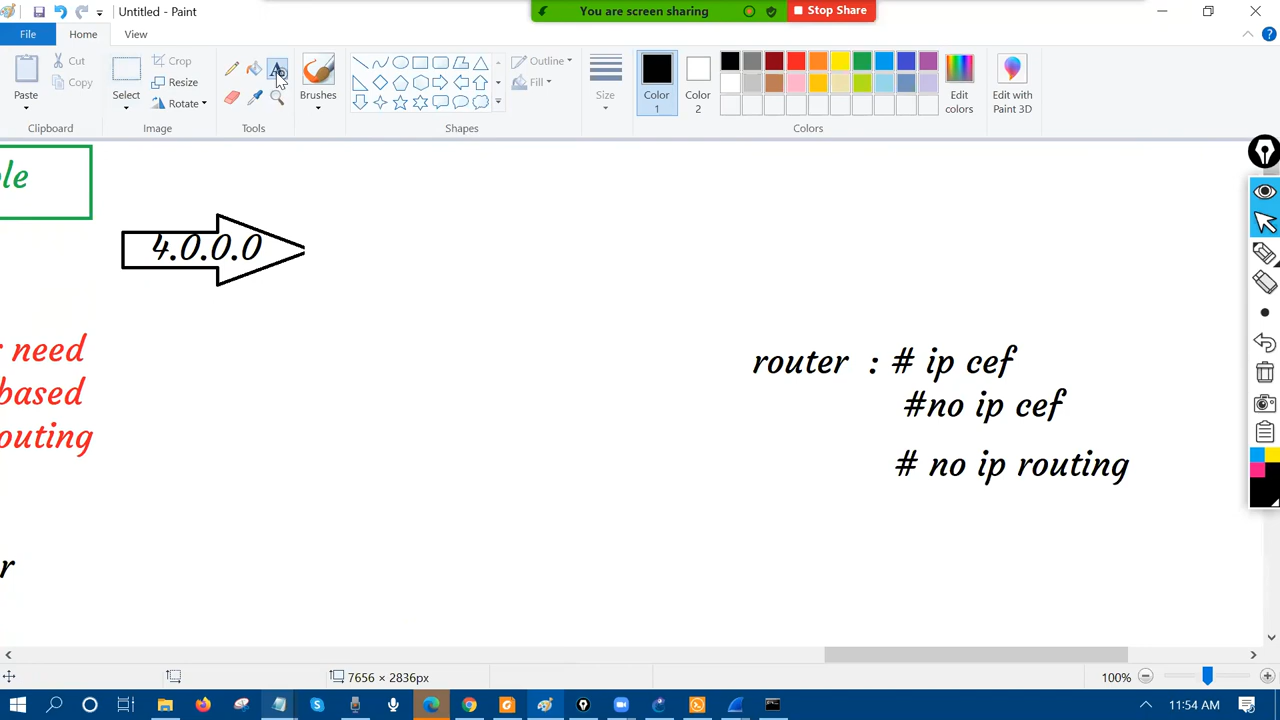 Untitled - Paint
You are screen sharing
Stop Share
File
Home
View
Paste
Cut
Copy
Clipboard
Select
Crop
Resize
Rotate
Image
Tools
Brushes
Shapes
Outline
Fill
Size
Color 1
Color 2
Edit colors
Edit with Paint 3D
Colors
ole
4.0.0.0
need
based
outing
r
router : # ip cef
#no ip cef
# no ip routing
7656 × 2836px
100%
11:54 AM